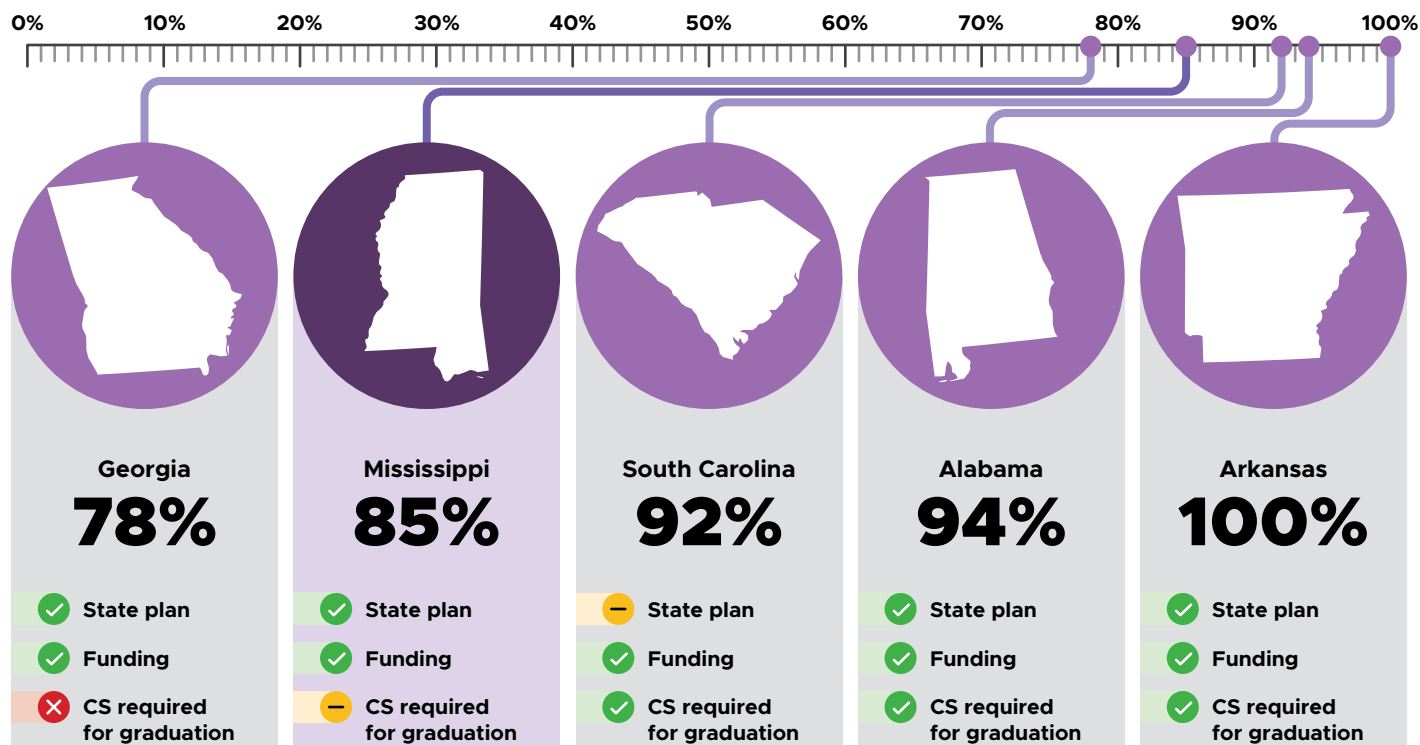 0% 10% 20% 30% 40% 50% 60% 70% 80% 90% 100%
Georgia
78%
State plan
Funding
CS required
for graduation
Mississippi
85%
State plan
Funding
CS required
for graduation
South Carolina
92%
State plan
Funding
CS required
for graduation
Alabama
94%
State plan
Funding
CS required
for graduation
Arkansas
100%
State plan
Funding
CS required
for graduation